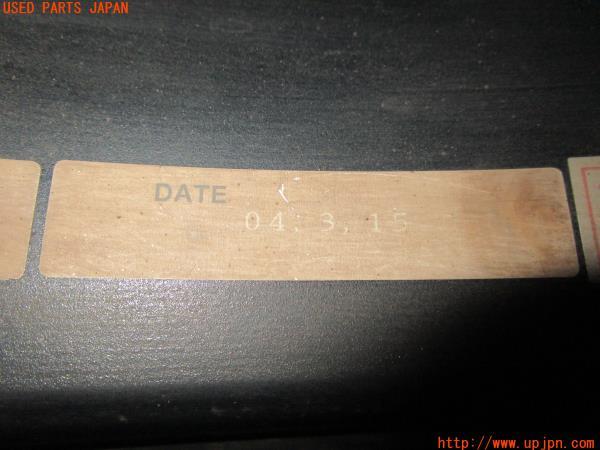 USED PARTS JAPAN
DATE
04. 3. 15
http://www.upjpn.com/